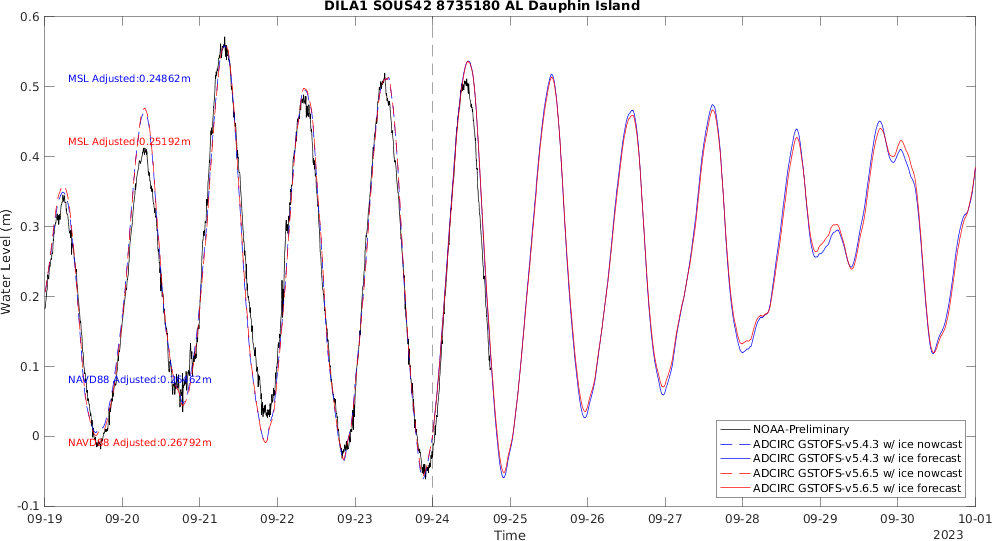 DILA1 SOUS42 8735180 AL Dauphin Island
0.6
0.5
0.4
0.3
0.2
0.1
0
-0.1
Water Level (m)
MSL Adjusted:0.24862m
MSL Adjusted:0.25192m
NAVD88 Adjusted:
NAVD88 Adjusted:0.26792m
NOAA-Preliminary
ADCIRC GSTOFS-v5.4.3 w/ ice nowcast
ADCIRC GSTOFS-v5.4.3 w/ ice forecast
ADCIRC GSTOFS-v5.6.5 w/ ice nowcast
ADCIRC GSTOFS-v5.6.5 w/ ice forecast
09-19 09-20 09-21 09-22 09-23 09-24 09-25 09-26 09-27 09-28 09-29 09-30 10-01
Time
2023